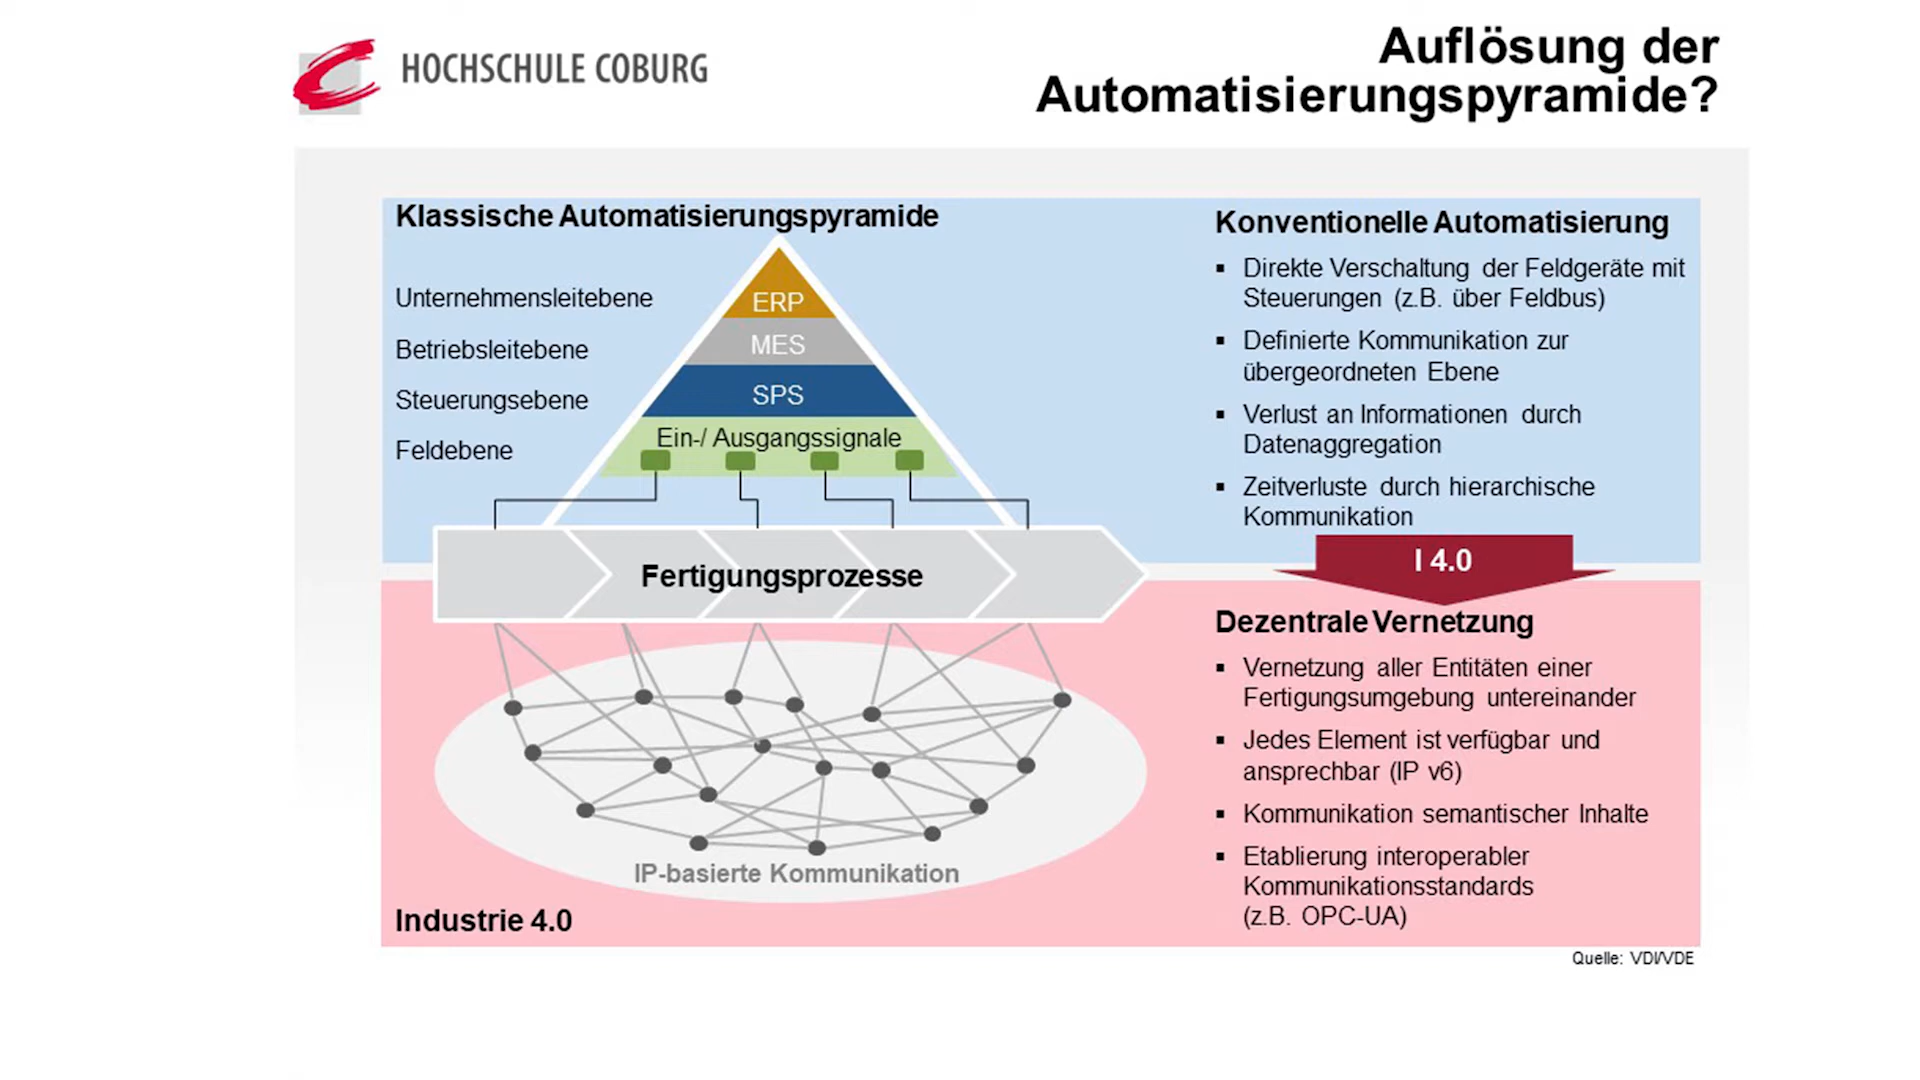 HOCHSCHULE COBURG
Auflösung der
Automatisierungspyramide?
Klassische Automatisierungspyramide
Unternehmensleitebene
Betriebsleitebene
Steuerungsebene
Feldebene
ERP
MES
SPS
Ein-/ Ausgangssignale
Fertigungsprozesse
IP-basierte Kommunikation
Industrie 4.0
Konventionelle Automatisierung
▪ Direkte Verschaltung der Feldgeräte mit
Steuerungen (z.B. über Feldbus)
▪ Definierte Kommunikation zur
übergeordneten Ebene
▪ Verlust an Informationen durch
Datenaggregation
▪ Zeitverluste durch hierarchische
Kommunikation
I 4.0
Dezentrale Vernetzung
▪ Vernetzung aller Entitäten einer
Fertigungsumgebung untereinander
▪ Jedes Element ist verfügbar und
ansprechbar (IP v6)
▪ Kommunikation semantischer Inhalte
▪ Etablierung interoperabler
Kommunikationsstandards
(z.B. OPC-UA)
Quelle: VDI/VDE